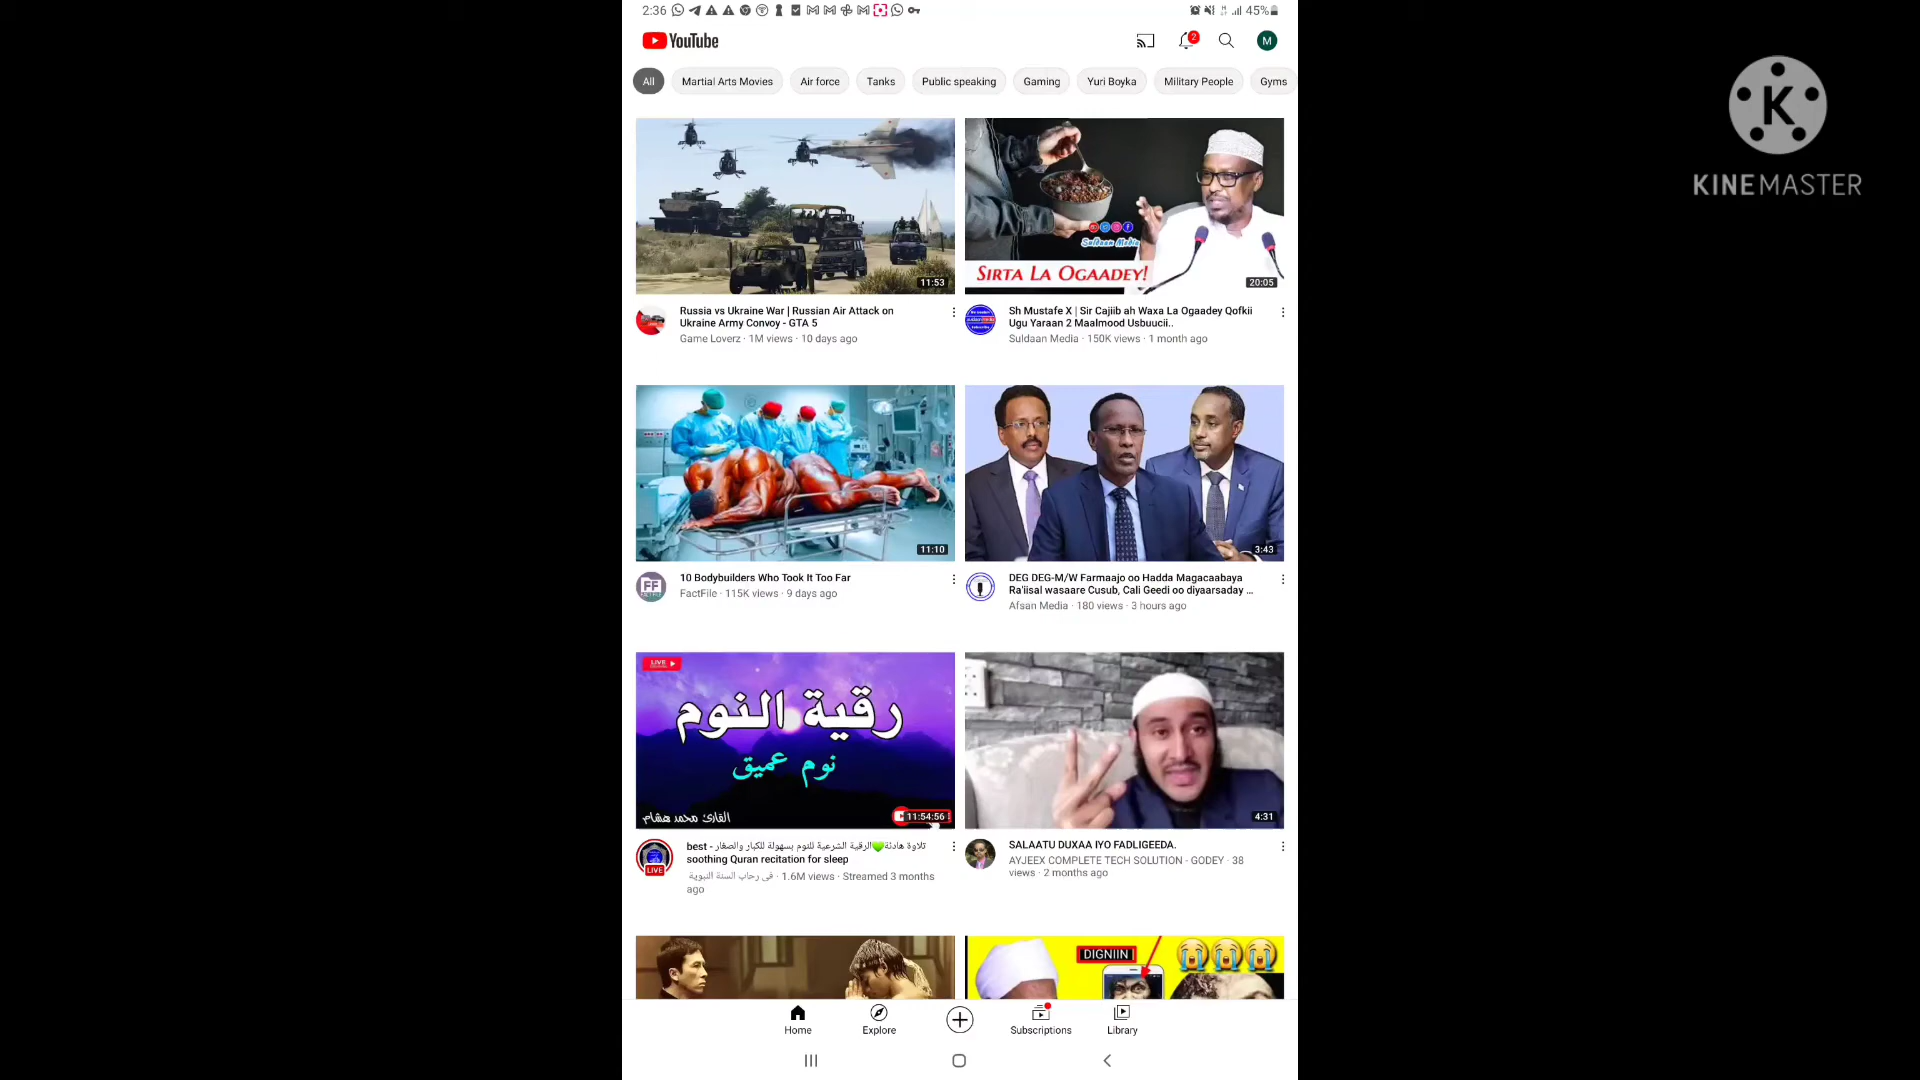 2:36
45%
YouTube
2
M
All
Martial Arts Movies
Air force
Tanks
Public speaking
Gaming
Yuri Boyka
Military People
Gyms
K
KINEMASTER
11:53
Suldaan Media
SIRTA LA OGAADEY!
20:05
Russia vs Ukraine War | Russian Air Attack on
Ukraine Army Convoy - GTA 5
Game Loverz · 1M views · 10 days ago
Sh Mustafe X | Sir Cajiib ah Waxa La Ogaadey Qofkii
Ugu Yaraan 2 Maalmood Usbuucii..
Suldaan Media · 150K views · 1 month ago
11:10
3:43
FF
10 Bodybuilders Who Took It Too Far
FactFile · 115K views · 9 days ago
DEG DEG-M/W Farmaajo oo Hadda Magacaabaya
Ra'iisal wasaare Cusub, Cali Geedi oo diyaarsaday ...
Afsan Media · 180 views · 3 hours ago
LIVE
رقية النوم
نوم عميق
القارئ محمد هشام
11:54:56
4:31
LIVE
best - تلاوة هادئة💚الرقية الشرعية للنوم بسهولة للكبار والصغار
soothing Quran recitation for sleep
في رحاب السنة النبوية · 1.6M views · Streamed 3 months
ago
SALAATU DUXAA IYO FADLIGEEDA.
AYJEEX COMPLETE TECH SOLUTION - GODEY · 38
views · 2 months ago
DIGNIIN
Home
Explore
Subscriptions
Library